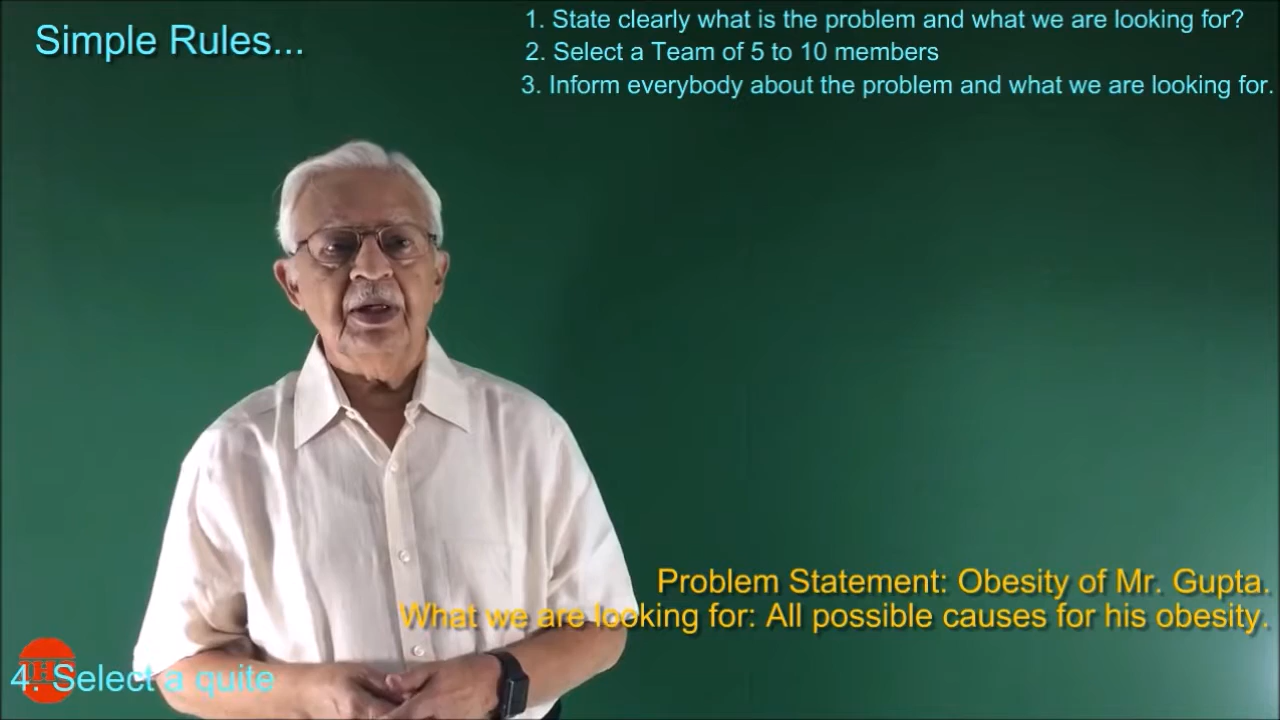 Simple Rules...
1. State clearly what is the problem and what we are looking for?
2. Select a Team of 5 to 10 members
3. Inform everybody about the problem and what we are looking for.
Problem Statement: Obesity of Mr. Gupta.
What we are looking for: All possible causes for his obesity.
4. Select a quite